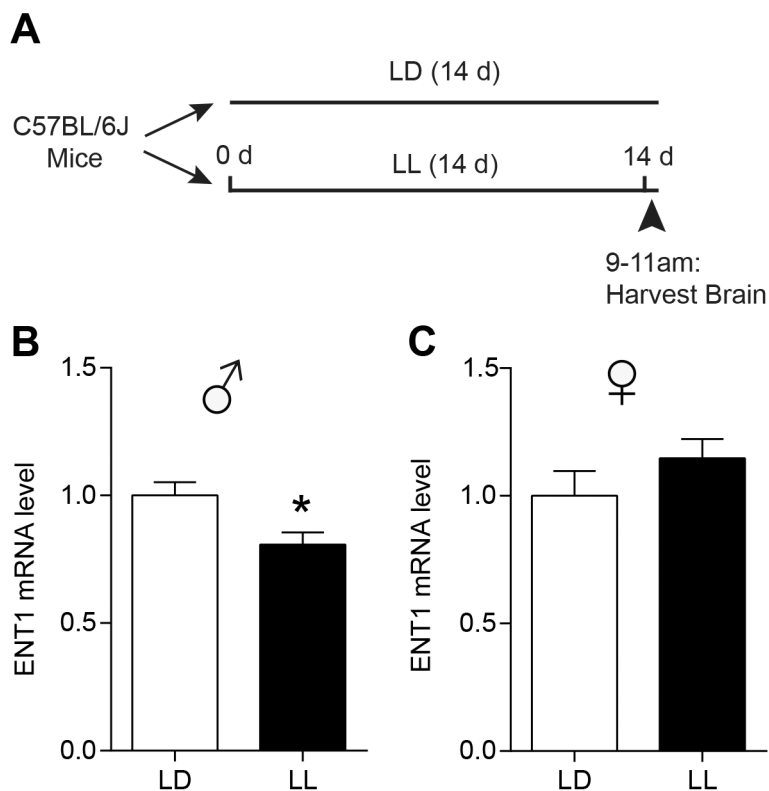 A
LD (14 d)
C57BL/6J
Mice
0 d
LL (14 d)
14 d
9-11am:
Harvest Brain
B
♂
ENT1 mRNA level
1.5
1.0
0.5
0.0
*
LD
LL
C
♀
ENT1 mRNA level
1.5
1.0
0.5
0.0
LD
LL